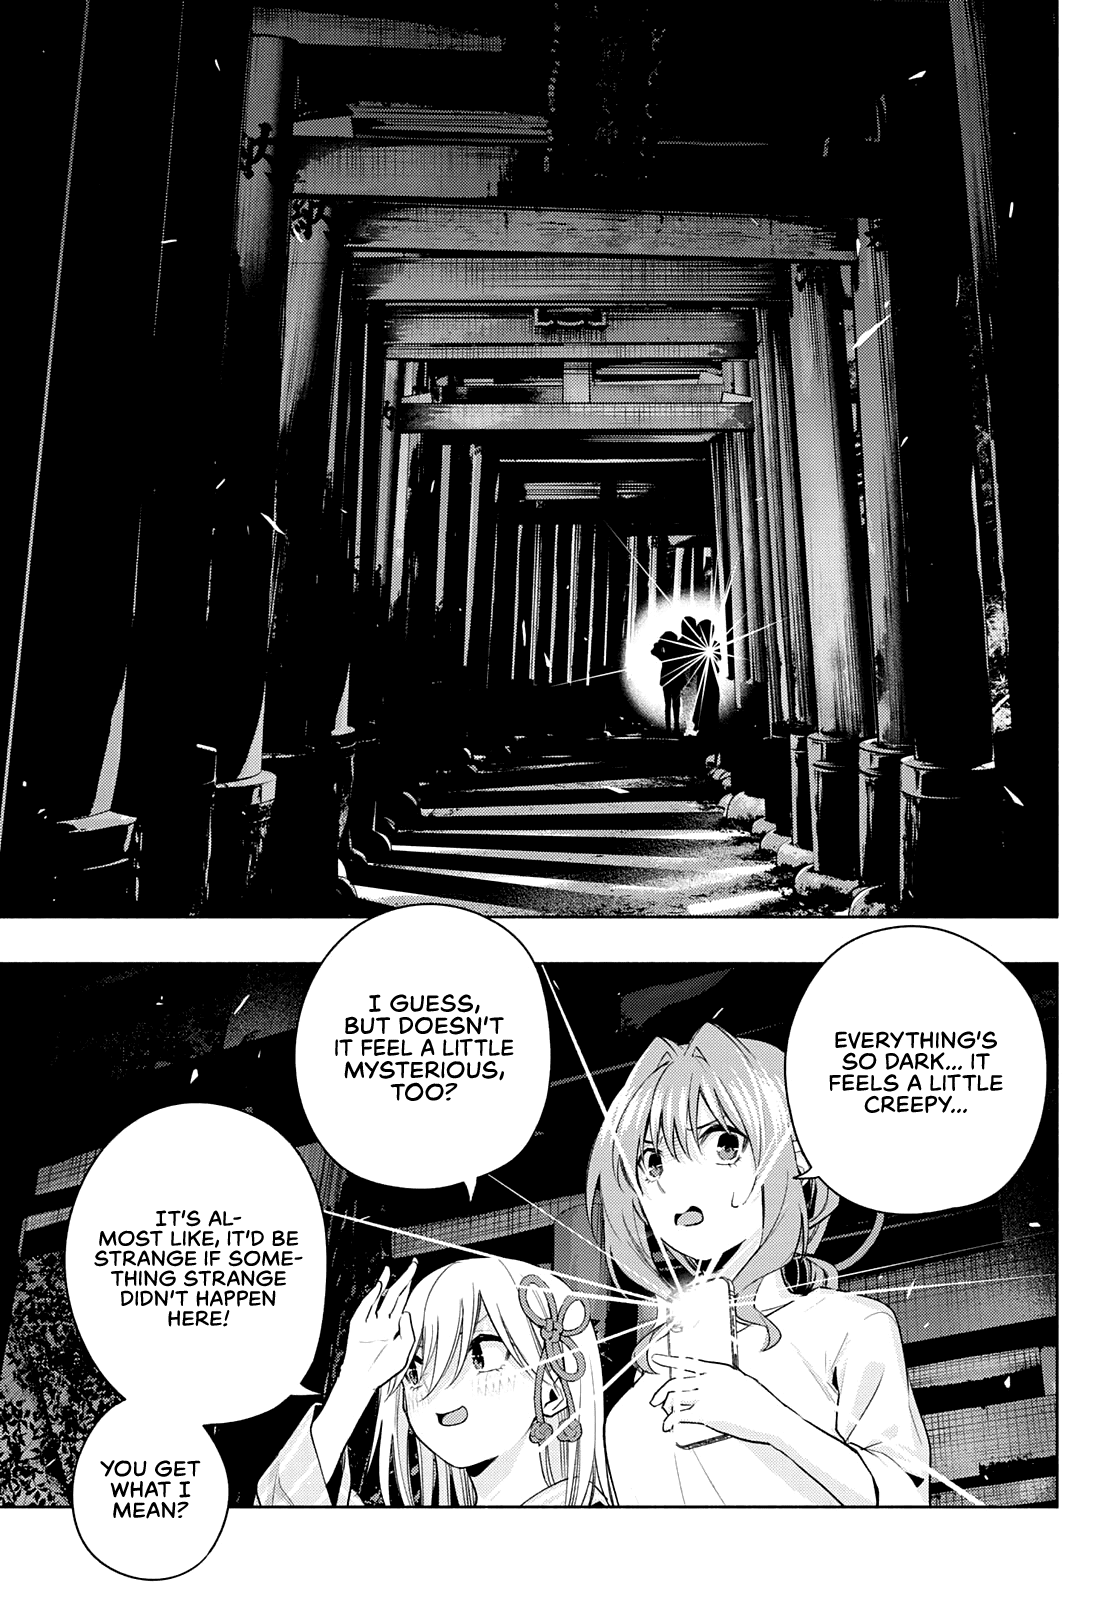 伏
EVERYTHING'S
SO DARK... IT
FEELS A LITTLE
CREEPY...
I GUESS,
BUT DOESN'T
IT FEEL A LITTLE
MYSTERIOUS,
TOO?
IT'S AL-
MOST LIKE, IT'D BE
STRANGE IF SOME-
THING STRANGE
DIDN'T HAPPEN
HERE!
YOU GET
WHAT I
MEAN?